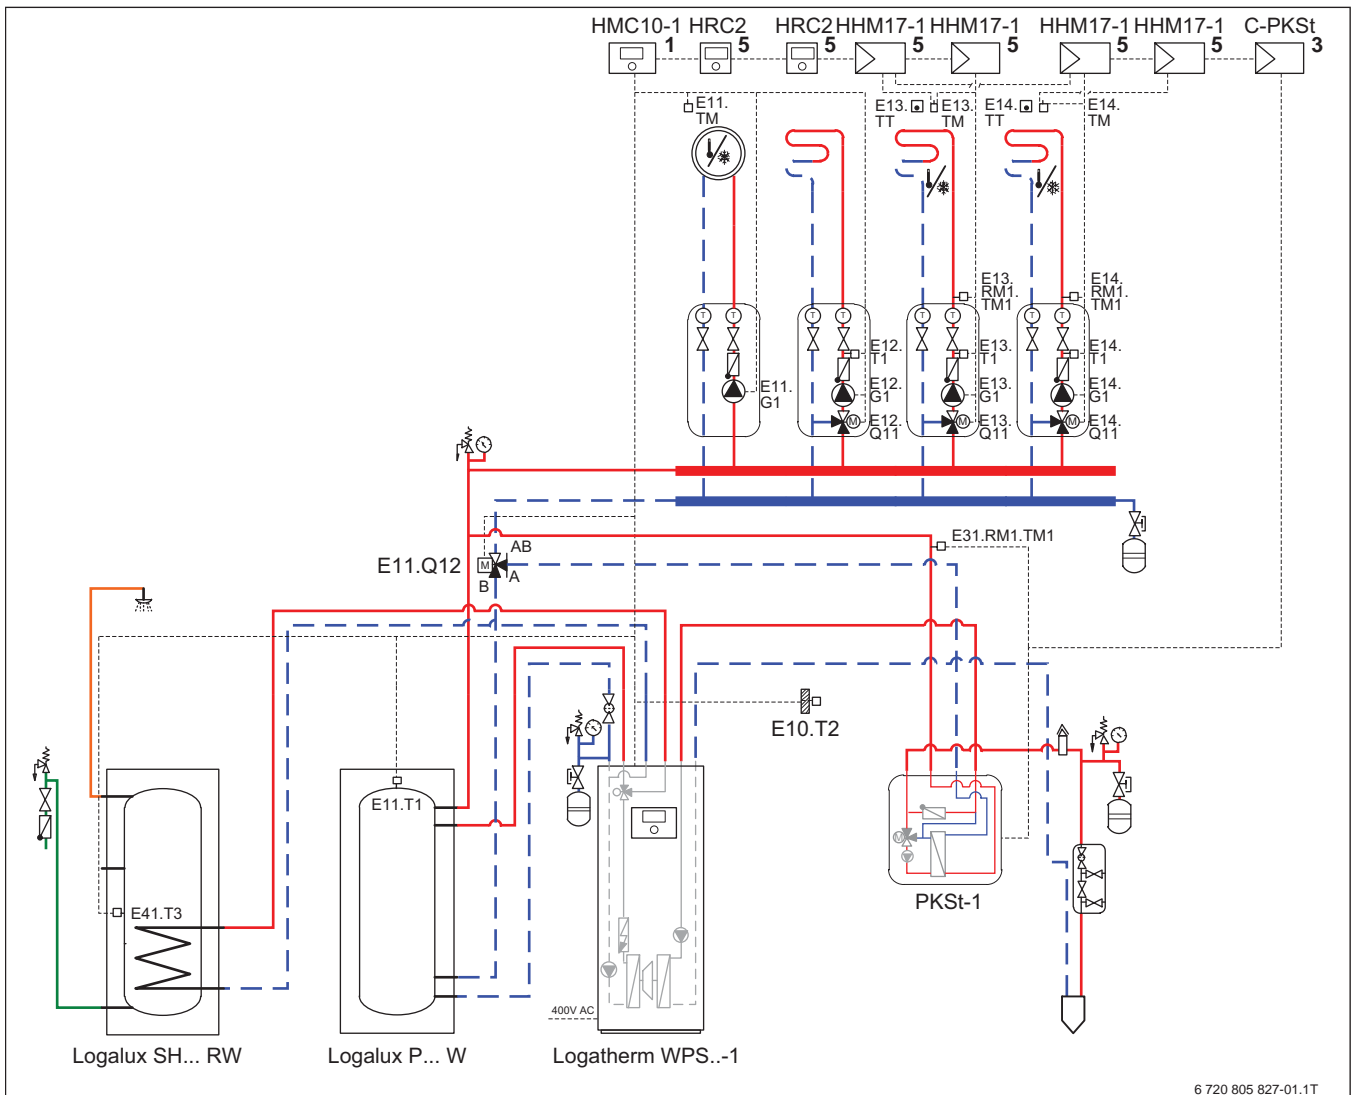 HMC10-1 HRC2 HRC2 HHM17-1 HHM17-1 HHM17-1 HHM17-1 C-PKSt
1 5 5 5 5 5 5 3
E11.
TM
E13.
TT
E13.
TM
E14.
TT
E14.
TM
E13.
RM1.
TM1
E14.
RM1.
TM1
T T T T T T T T
E12.
T1
E13.
T1
E14.
T1
E11.
G1
E12.
G1
E13.
G1
E14.
G1
M
E12.
Q11
M
E13.
Q11
M
E14.
Q11
E31.RM1.TM1
AB
E11.Q12
M
A
B
E10.T2
E11.T1
M
PKSt-1
E41.T3
400V AC
Logalux SH... RW
Logalux P... W
Logatherm WPS..-1
6 720 805 827-01.1T